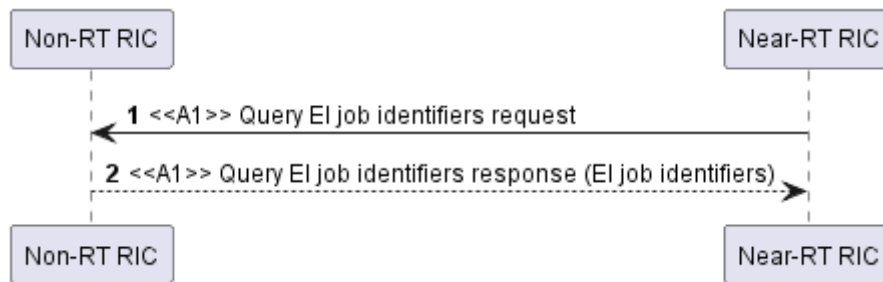 Non-RT RIC
Near-RT RIC
1 <<A1>> Query EI job identifiers request
2 <<A1>> Query EI job identifiers response (EI job identifiers)
Non-RT RIC
Near-RT RIC